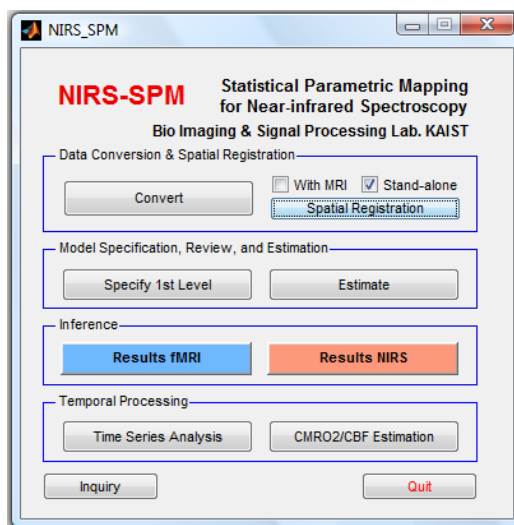 NIRS_SPM
NIRS-SPM
Statistical Parametric Mapping
for Near-infrared Spectroscopy
Bio Imaging & Signal Processing Lab. KAIST
Data Conversion & Spatial Registration
Convert
With MRI
Stand-alone
Spatial Registration
Model Specification, Review, and Estimation
Specify 1st Level
Estimate
Inference
Results fMRI
Results NIRS
Temporal Processing
Time Series Analysis
CMRO2/CBF Estimation
Inquiry
Quit